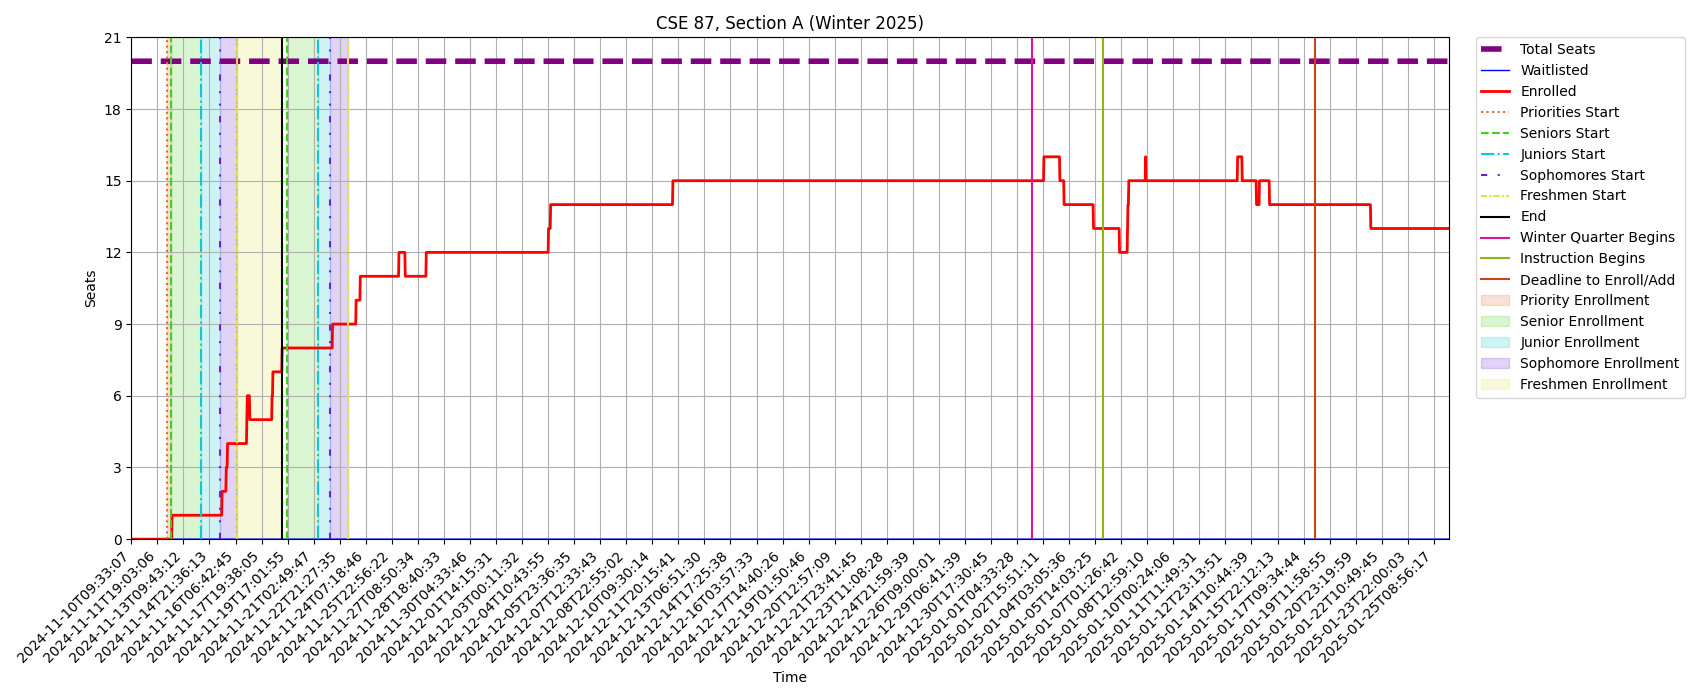 CSE 87, Section A (Winter 2025)
Seats
21
18
15
12
9
6
3
0
2024-11-10T09:33:07
2024-11-11T19:03:06
2024-11-13T09:43:12
2024-11-14T21:36:13
2024-11-16T06:42:45
2024-11-17T19:38:05
2024-11-19T17:01:55
2024-11-21T02:49:47
2024-11-22T21:27:35
2024-11-24T07:18:46
2024-11-25T22:56:22
2024-11-27T08:50:34
2024-11-28T18:40:33
2024-11-30T04:33:46
2024-12-01T14:15:31
2024-12-03T00:11:32
2024-12-04T10:43:55
2024-12-05T23:36:35
2024-12-07T12:33:43
2024-12-08T22:55:02
2024-12-10T09:30:14
2024-12-11T20:15:41
2024-12-13T06:51:30
2024-12-14T17:25:38
2024-12-16T03:57:33
2024-12-17T14:40:26
2024-12-19T01:50:46
2024-12-20T12:57:09
2024-12-21T23:41:45
2024-12-23T11:08:28
2024-12-24T21:59:39
2024-12-26T09:00:01
2024-12-29T06:41:39
2024-12-30T17:30:45
2025-01-01T04:33:28
2025-01-02T15:51:11
2025-01-04T03:05:36
2025-01-05T14:03:25
2025-01-07T01:26:42
2025-01-08T12:59:10
2025-01-10T00:24:06
2025-01-11T11:49:31
2025-01-12T23:13:51
2025-01-14T10:44:39
2025-01-15T22:12:13
2025-01-17T09:34:44
2025-01-19T11:58:55
2025-01-20T23:19:59
2025-01-22T10:49:45
2025-01-23T22:00:03
2025-01-25T08:56:17
Time
Total Seats
Waitlisted
Enrolled
Priorities Start
Seniors Start
Juniors Start
Sophomores Start
Freshmen Start
End
Winter Quarter Begins
Instruction Begins
Deadline to Enroll/Add
Priority Enrollment
Senior Enrollment
Junior Enrollment
Sophomore Enrollment
Freshmen Enrollment